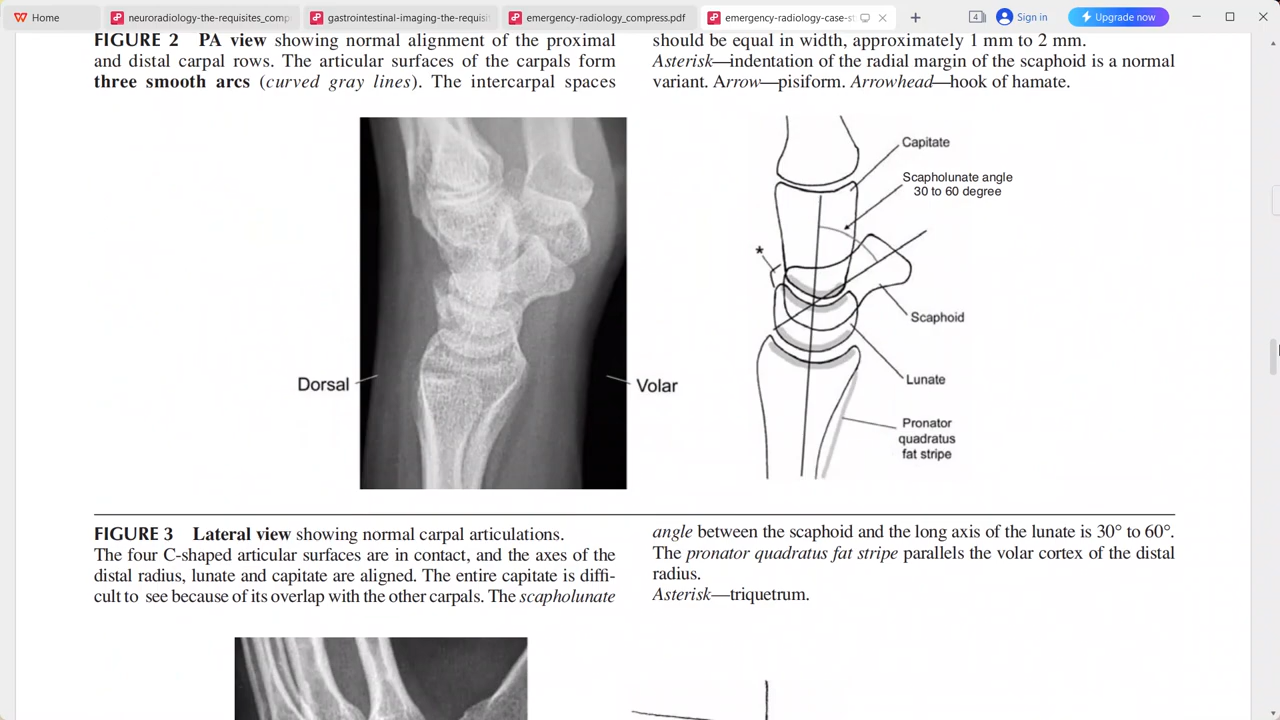 Home
neuroradiology-the-requisites_comp
gastrointestinal-imaging-the-requisit
emergency-radiology_compress.pdf
emergency-radiology-case-st
4
Sign in
Upgrade now
FIGURE 2 PA view showing normal alignment of the proximal
and distal carpal rows. The articular surfaces of the carpals form
three smooth arcs (curved gray lines). The intercarpal spaces
should be equal in width, approximately 1 mm to 2 mm.
Asterisk—indentation of the radial margin of the scaphoid is a normal
variant. Arrow—pisiform. Arrowhead—hook of hamate.
Dorsal
Volar
Capitate
Scapholunate angle
30 to 60 degree
*
Scaphoid
Lunate
Pronator
quadratus
fat stripe
FIGURE 3 Lateral view showing normal carpal articulations.
The four C-shaped articular surfaces are in contact, and the axes of the
distal radius, lunate and capitate are aligned. The entire capitate is diffi-
cult to see because of its overlap with the other carpals. The scapholunate
angle between the scaphoid and the long axis of the lunate is 30° to 60°.
The pronator quadratus fat stripe parallels the volar cortex of the distal
radius.
Asterisk—triquetrum.